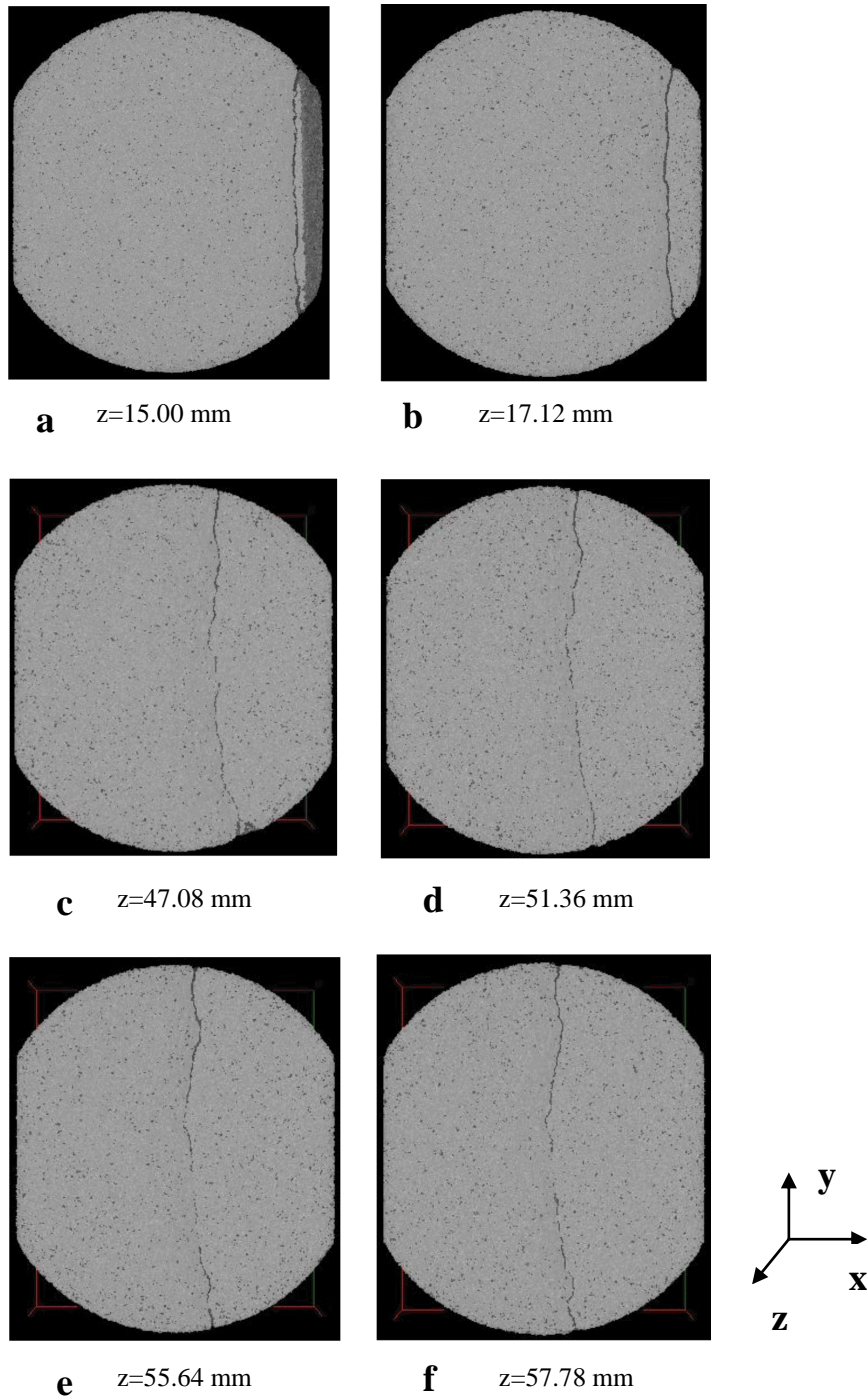 a z=15.00 mm
b z=17.12 mm
c z=47.08 mm
d z=51.36 mm
e z=55.64 mm
f z=57.78 mm
y
x
z